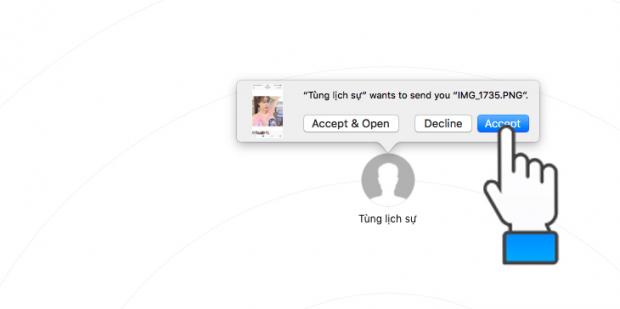 “Tùng lịch sự” wants to send you “IMG_1735.PNG”.
Accept & Open Decline Accept
Tùng lịch sự